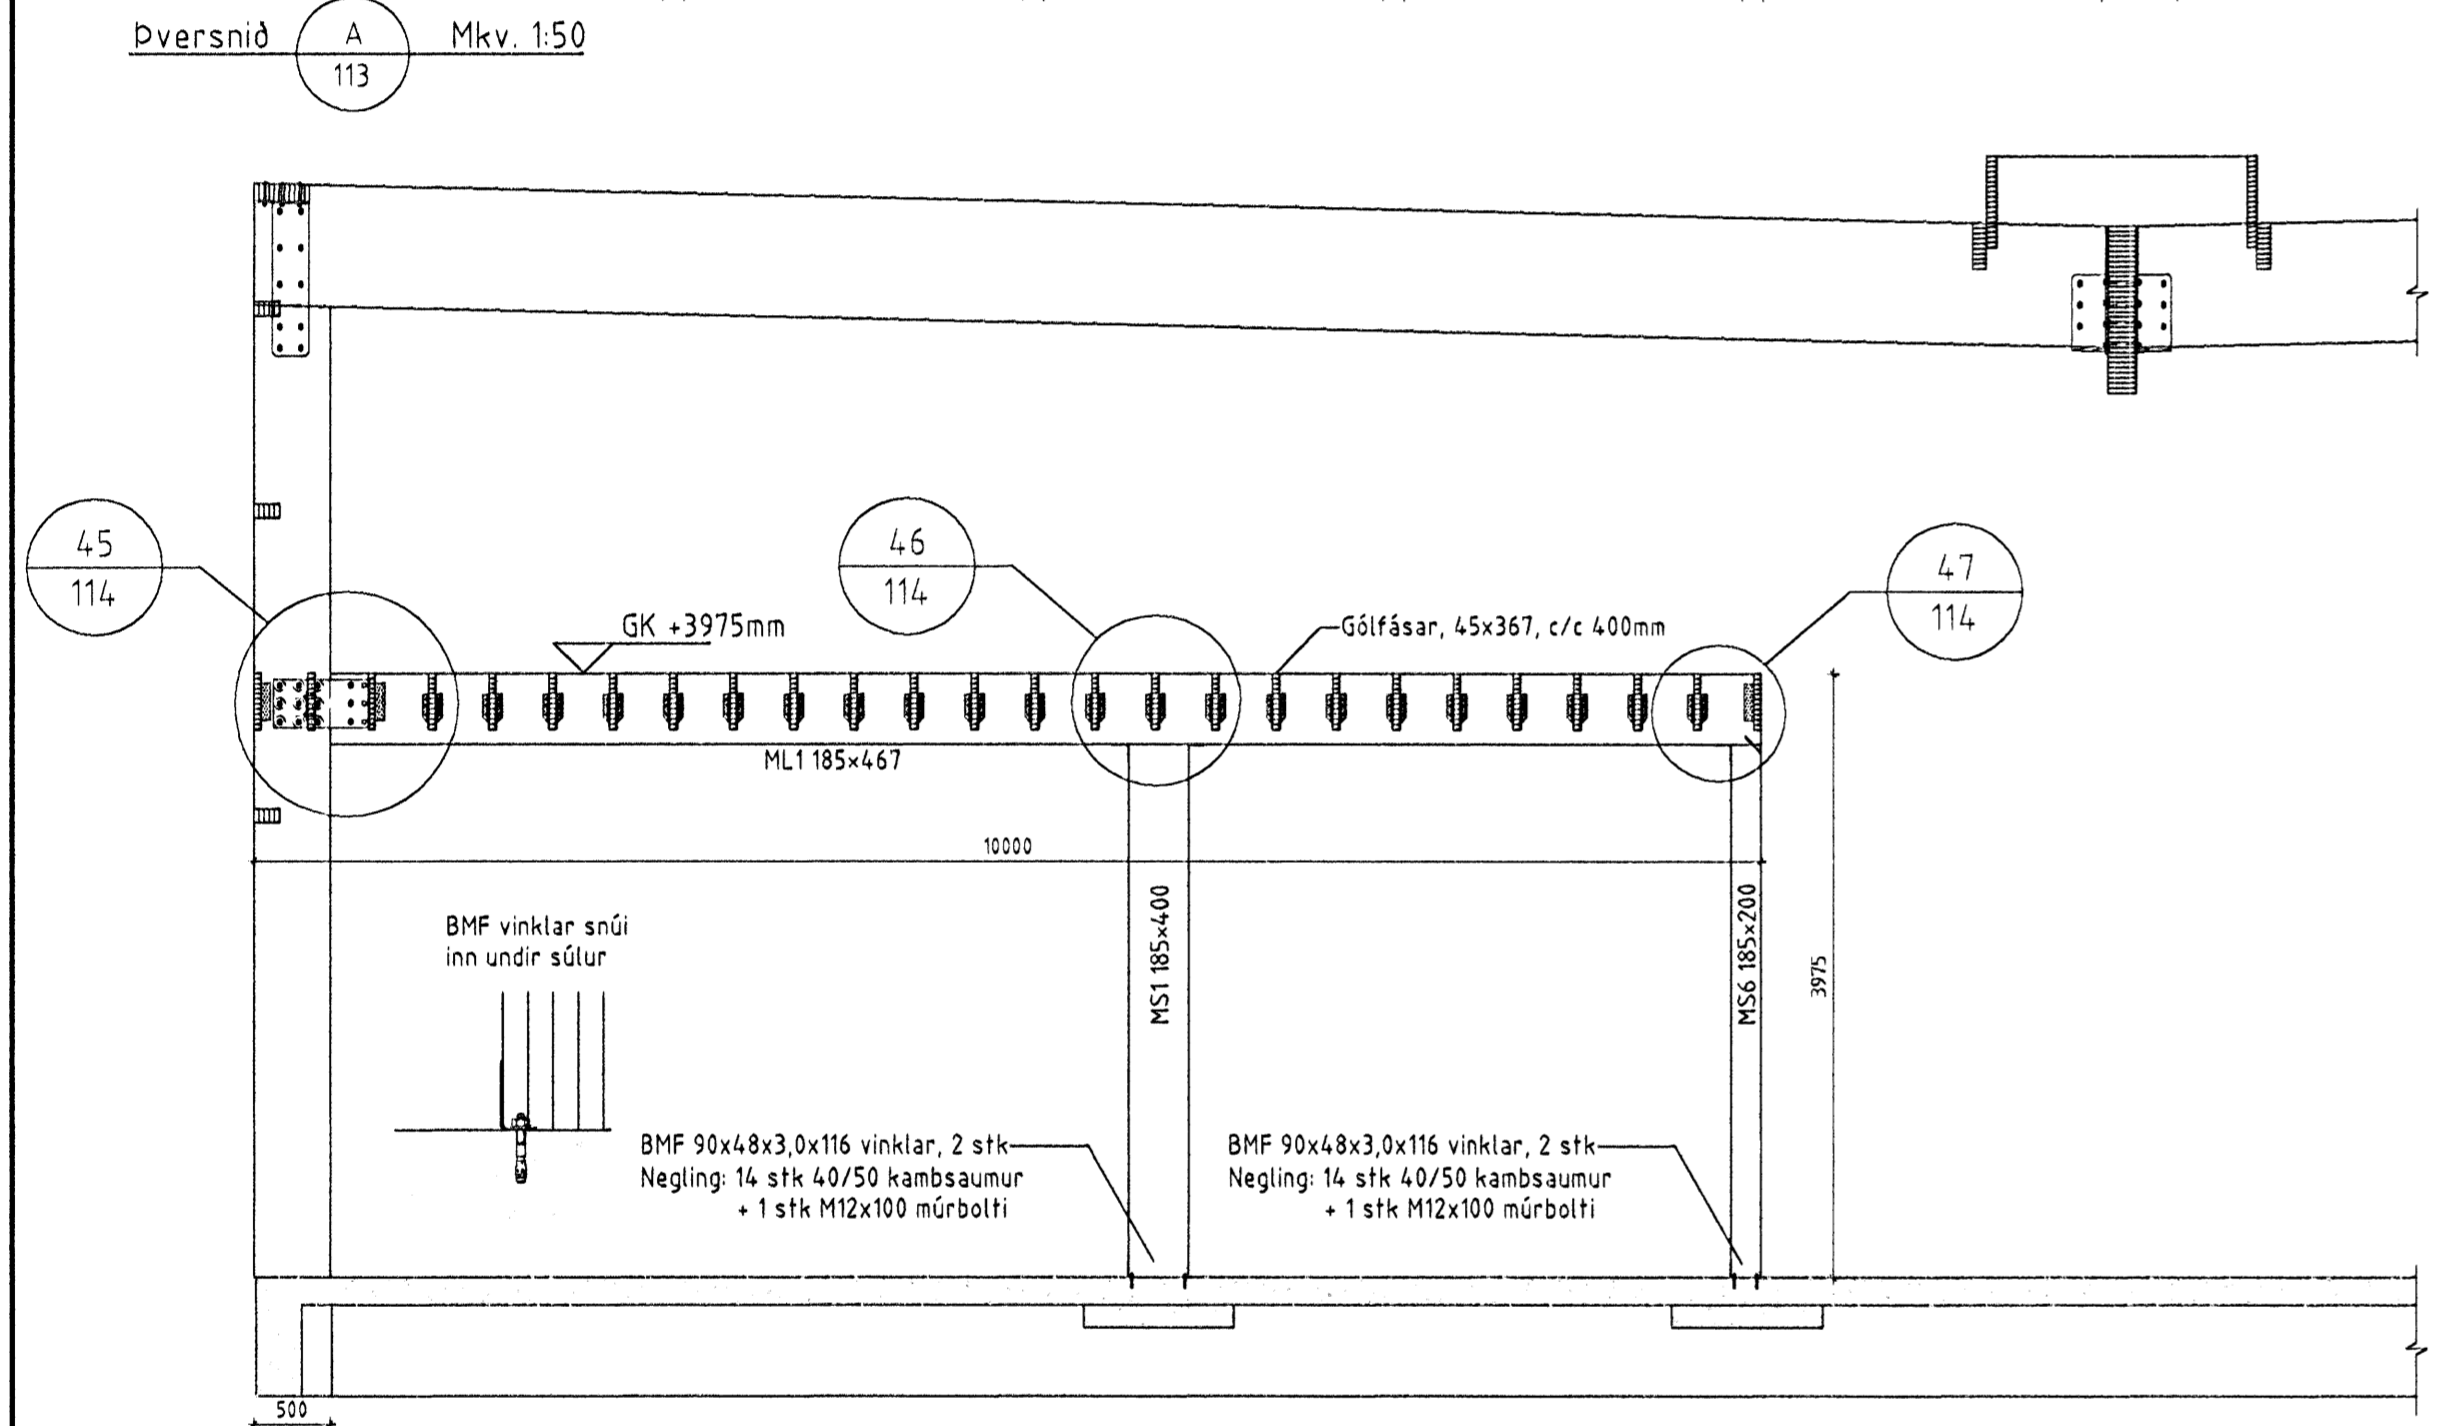 Þversnið A Mkv. 1:50
113
45
114
46
114
47
114
GK +3975mm
Gólfásar, 45x367, c/c 400mm
ML1 185x467
10000
MS1 185x400
MS6 185x200
3975
BMF vinklar snúi
inn undir súlur
BMF 90x48x3,0x116 vinklar, 2 stk
Negling: 14 stk 40/50 kambsaumur
+ 1 stk M12x100 múrbolti
BMF 90x48x3,0x116 vinklar, 2 stk
Negling: 14 stk 40/50 kambsaumur
+ 1 stk M12x100 múrbolti
500